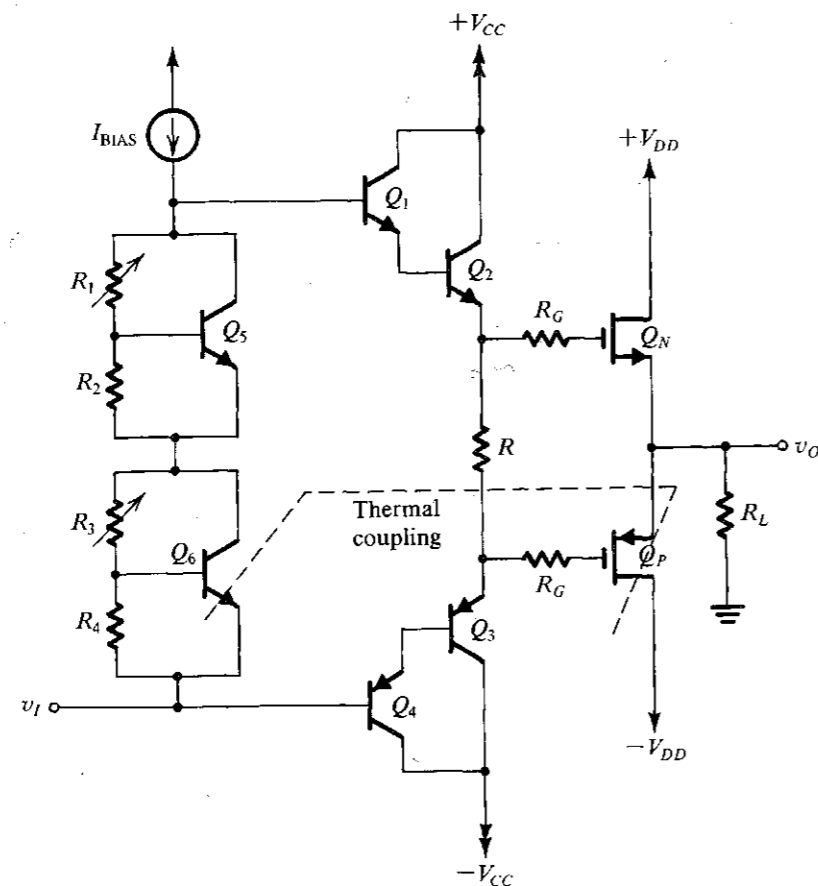 +V_CC
I_BIAS
+V_DD
Q_1
Q_2
R_1
R_G
Q_N
Q_5
R_2
R
v_O
Thermal
coupling
R_L
R_3
Q_6
R_G
Q_P
R_4
Q_3
v_I
Q_4
−V_DD
−V_CC